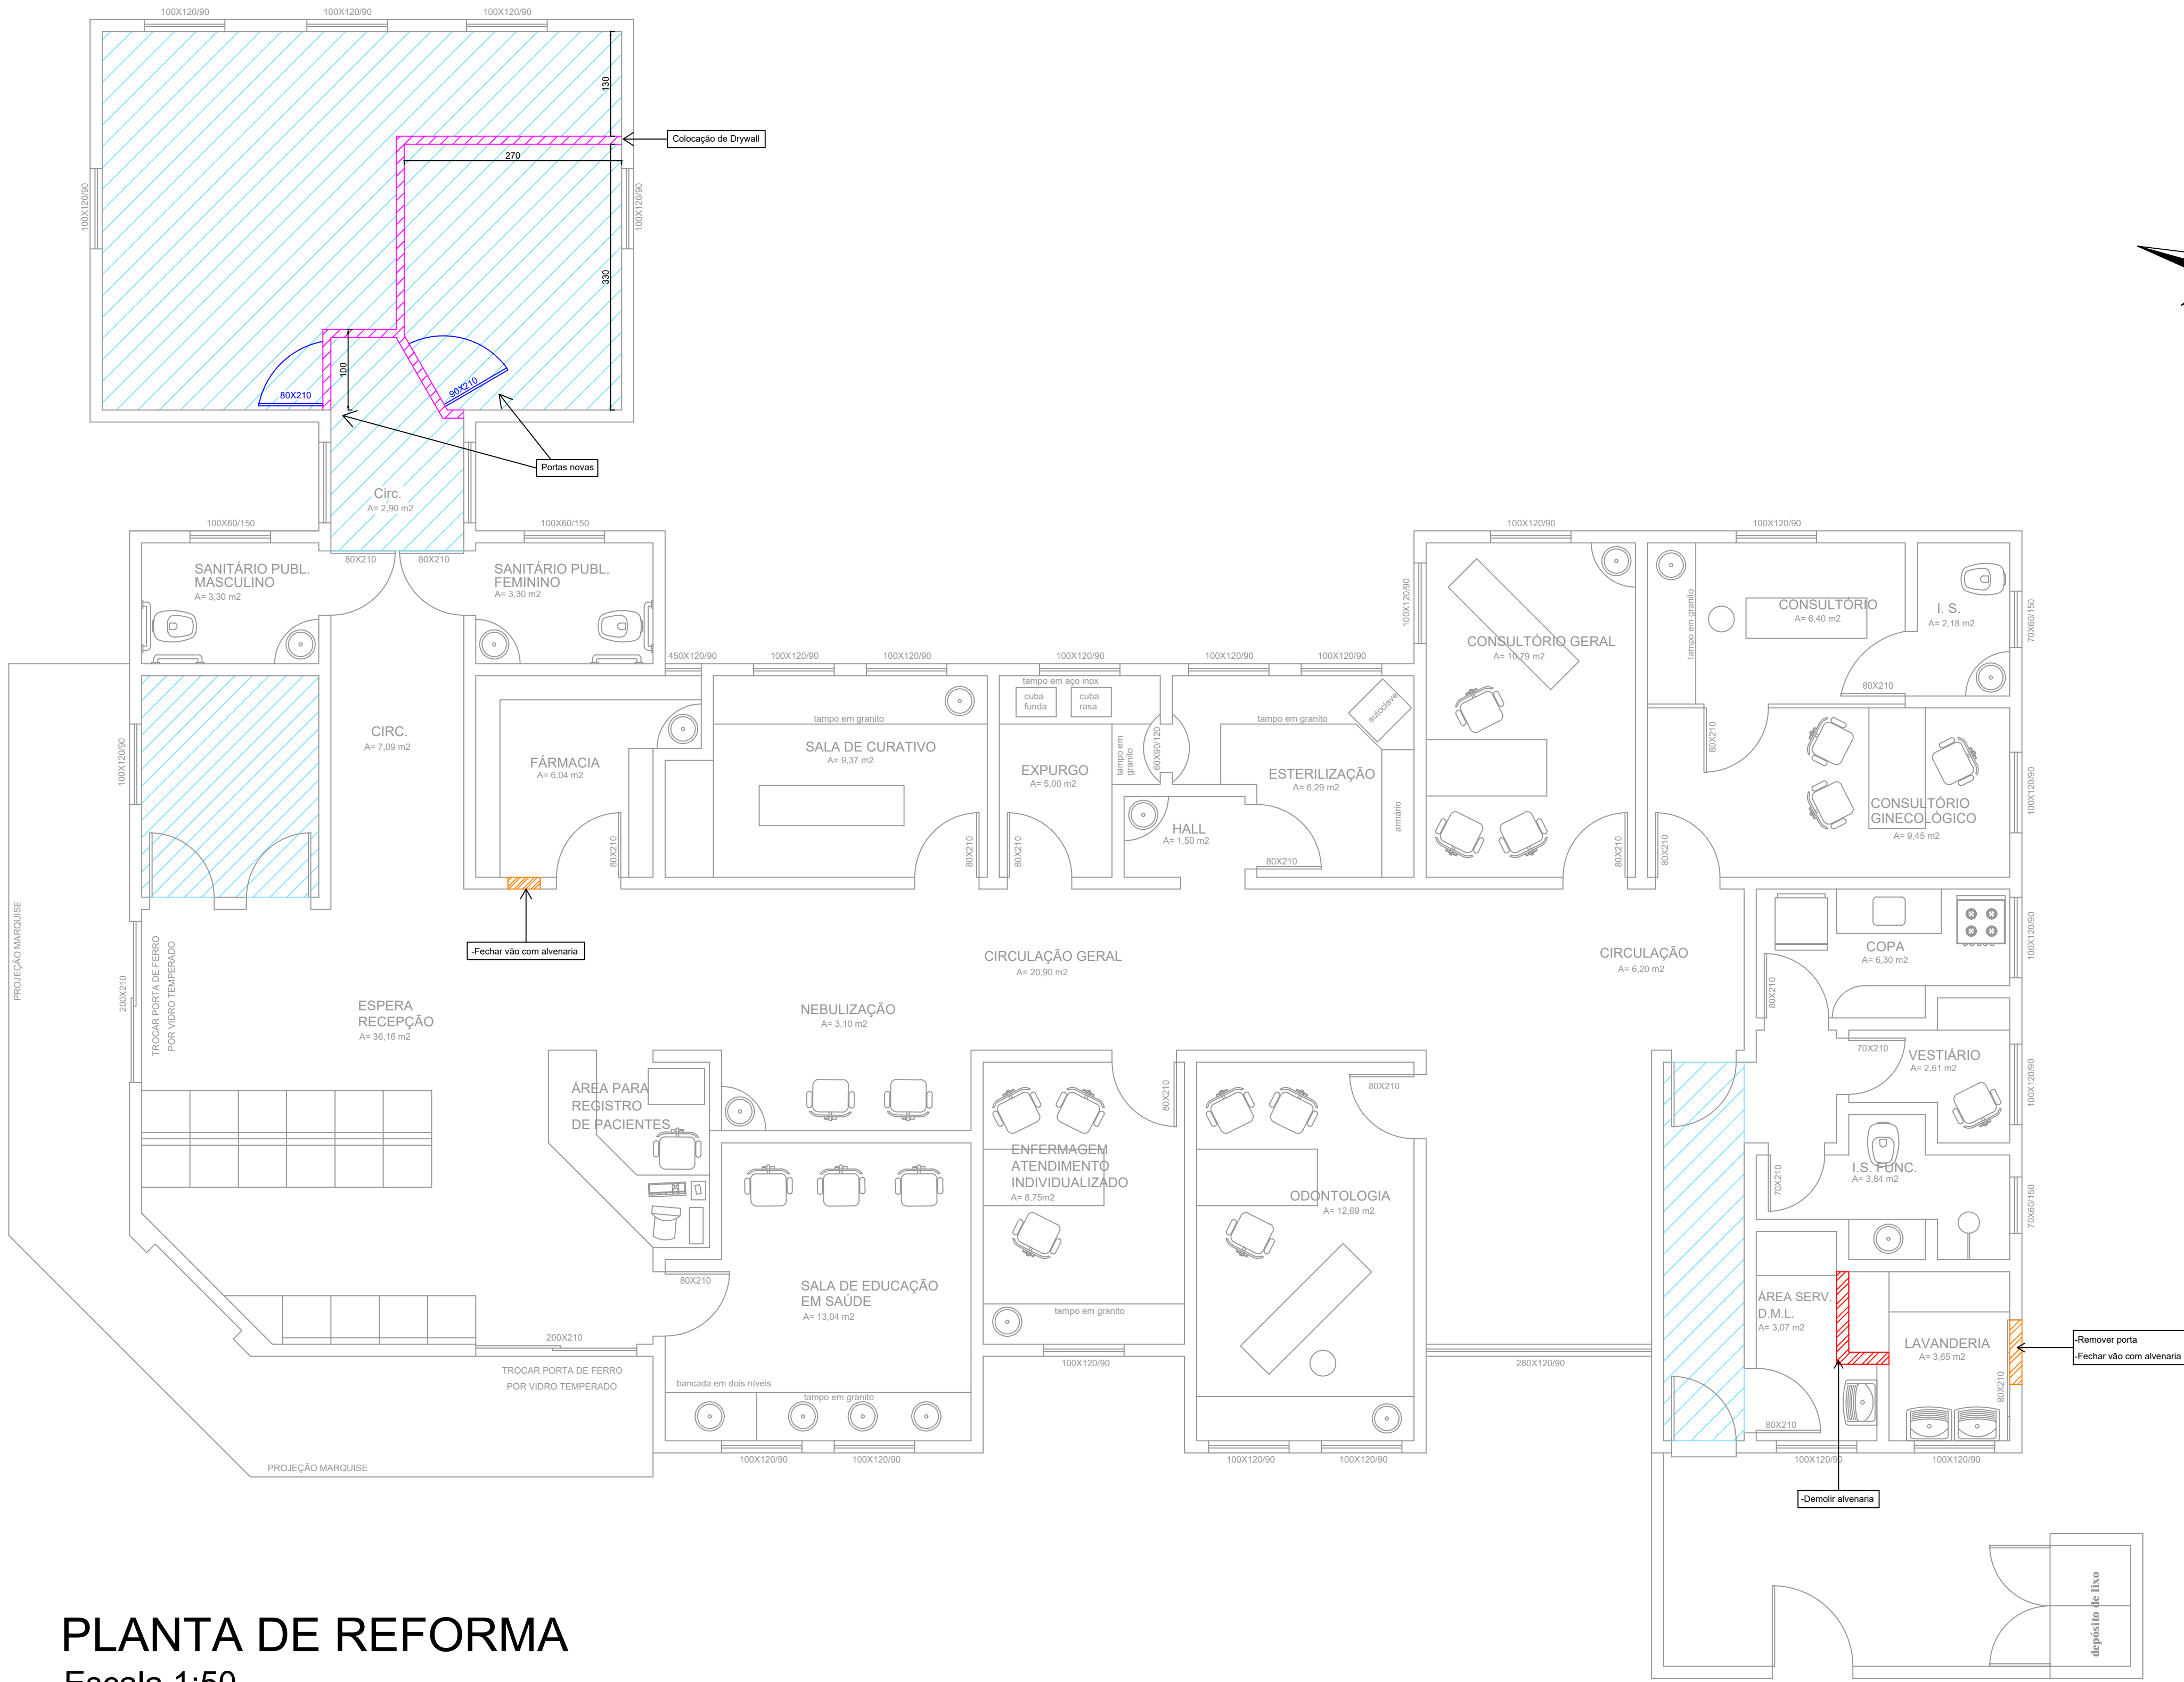 100X120/90
100X120/90
100X120/90
130
Colocação de Drywall
270
100X120/90
100X120/90
330
100
80X210
90X210
Portas novas
Circ.
A= 2,90 m2
100X60/150
100X60/150
80X210
80X210
SANITÁRIO PUBL.
MASCULINO
A= 3,30 m2
SANITÁRIO PUBL.
FEMININO
A= 3,30 m2
100X120/90
100X120/90
100X120/90
CONSULTÓRIO GERAL
A= 10,79 m2
tampo em granito
CONSULTÓRIO
A= 6,40 m2
I. S.
A= 2,18 m2
70X60/150
80X210
450X120/90
100X120/90
100X120/90
100X120/90
100X120/90
100X120/90
tampo em aço inox
cuba
funda
cuba
rasa
tampo em granito
tampo em granito
autoclave
CIRC.
A= 7,09 m2
100X120/90
FÁRMACIA
A= 6,04 m2
SALA DE CURATIVO
A= 9,37 m2
EXPURGO
A= 5,00 m2
tampo em
granito
60X90/120
ESTERILIZAÇÃO
A= 6,29 m2
armário
HALL
A= 1,50 m2
80X210
80X210
80X210
80X210
80X210
80X210
80X210
CONSULTÓRIO
GINECOLÓGICO
A= 9,45 m2
100X120/90
-Fechar vão com alvenaria
PROJEÇÃO MARQUISE
200X210
TROCAR PORTA DE FERRO
POR VIDRO TEMPERADO
ESPERA
RECEPÇÃO
A= 36,16 m2
CIRCULAÇÃO GERAL
A= 20,90 m2
NEBULIZAÇÃO
A= 3,10 m2
CIRCULAÇÃO
A= 6,20 m2
COPA
A= 6,30 m2
100X120/90
80X210
70X210
VESTIÁRIO
A= 2,61 m2
100X120/90
ÁREA PARA
REGISTRO
DE PACIENTES
80X210
80X210
ENFERMAGEM
ATENDIMENTO
INDIVIDUALIZADO
A= 8,75m2
ODONTOLOGIA
A= 12,69 m2
70X210
I.S. FUNC.
A= 3,84 m2
70X60/150
80X210
SALA DE EDUCAÇÃO
EM SAÚDE
A= 13,04 m2
tampo em granito
ÁREA SERV.
D.M.L.
A= 3,07 m2
LAVANDERIA
A= 3,65 m2
80X210
-Remover porta
-Fechar vão com alvenaria
200X210
TROCAR PORTA DE FERRO
POR VIDRO TEMPERADO
100X120/90
280X120/90
bancada em dois níveis
tampo em granito
80X210
100X120/90
100X120/90
100X120/90
100X120/90
100X120/90
100X120/90
PROJEÇÃO MARQUISE
-Demolir alvenaria
depósito de lixo
PLANTA DE REFORMA
Escala 1:50